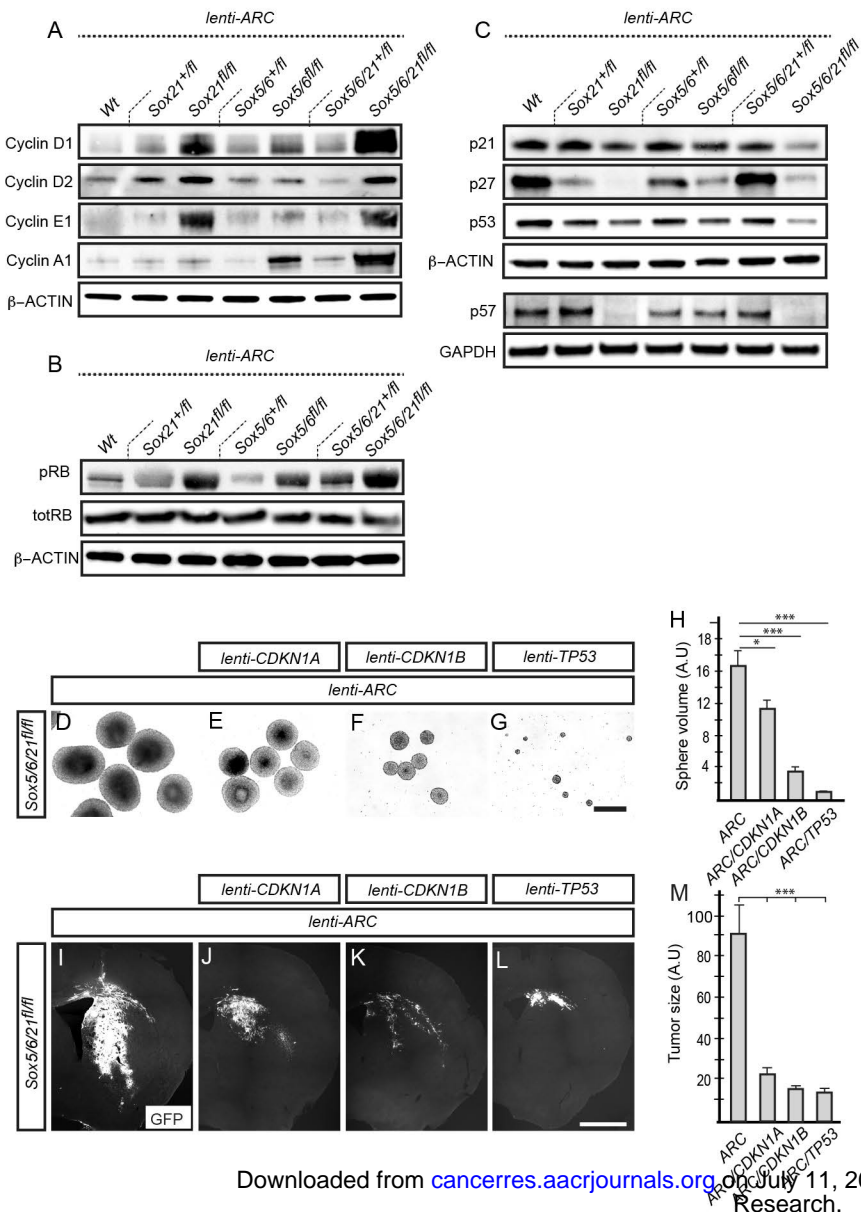 A
lenti-ARC
Wt
Sox21+/fl
Sox21fl/fl
Sox5/6+/fl
Sox5/6fl/fl
Sox5/6/21+/fl
Sox5/6/21fl/fl
Cyclin D1
Cyclin D2
Cyclin E1
Cyclin A1
β–ACTIN
B
lenti-ARC
Wt
Sox21+/fl
Sox21fl/fl
Sox5/6+/fl
Sox5/6fl/fl
Sox5/6/21+/fl
Sox5/6/21fl/fl
pRB
totRB
β–ACTIN
C
lenti-ARC
Wt
Sox21+/fl
Sox21fl/fl
Sox5/6+/fl
Sox5/6fl/fl
Sox5/6/21+/fl
Sox5/6/21fl/fl
p21
p27
p53
β–ACTIN
p57
GAPDH
lenti-CDKN1A
lenti-CDKN1B
lenti-TP53
lenti-ARC
Sox5/6/21fl/fl
D
E
F
G
H
***
***
*
Sphere volume (A.U)
18
16
12
8
4
ARC
ARC/CDKN1A
ARC/CDKN1B
ARC/TP53
lenti-CDKN1A
lenti-CDKN1B
lenti-TP53
lenti-ARC
Sox5/6/21fl/fl
I
GFP
J
K
L
M
***
Tumor size (A.U)
100
80
60
40
20
ARC
ARC/CDKN1A
ARC/CDKN1B
ARC/TP53
Downloaded from cancerres.aacrjournals.org on July 11, 20
Research.